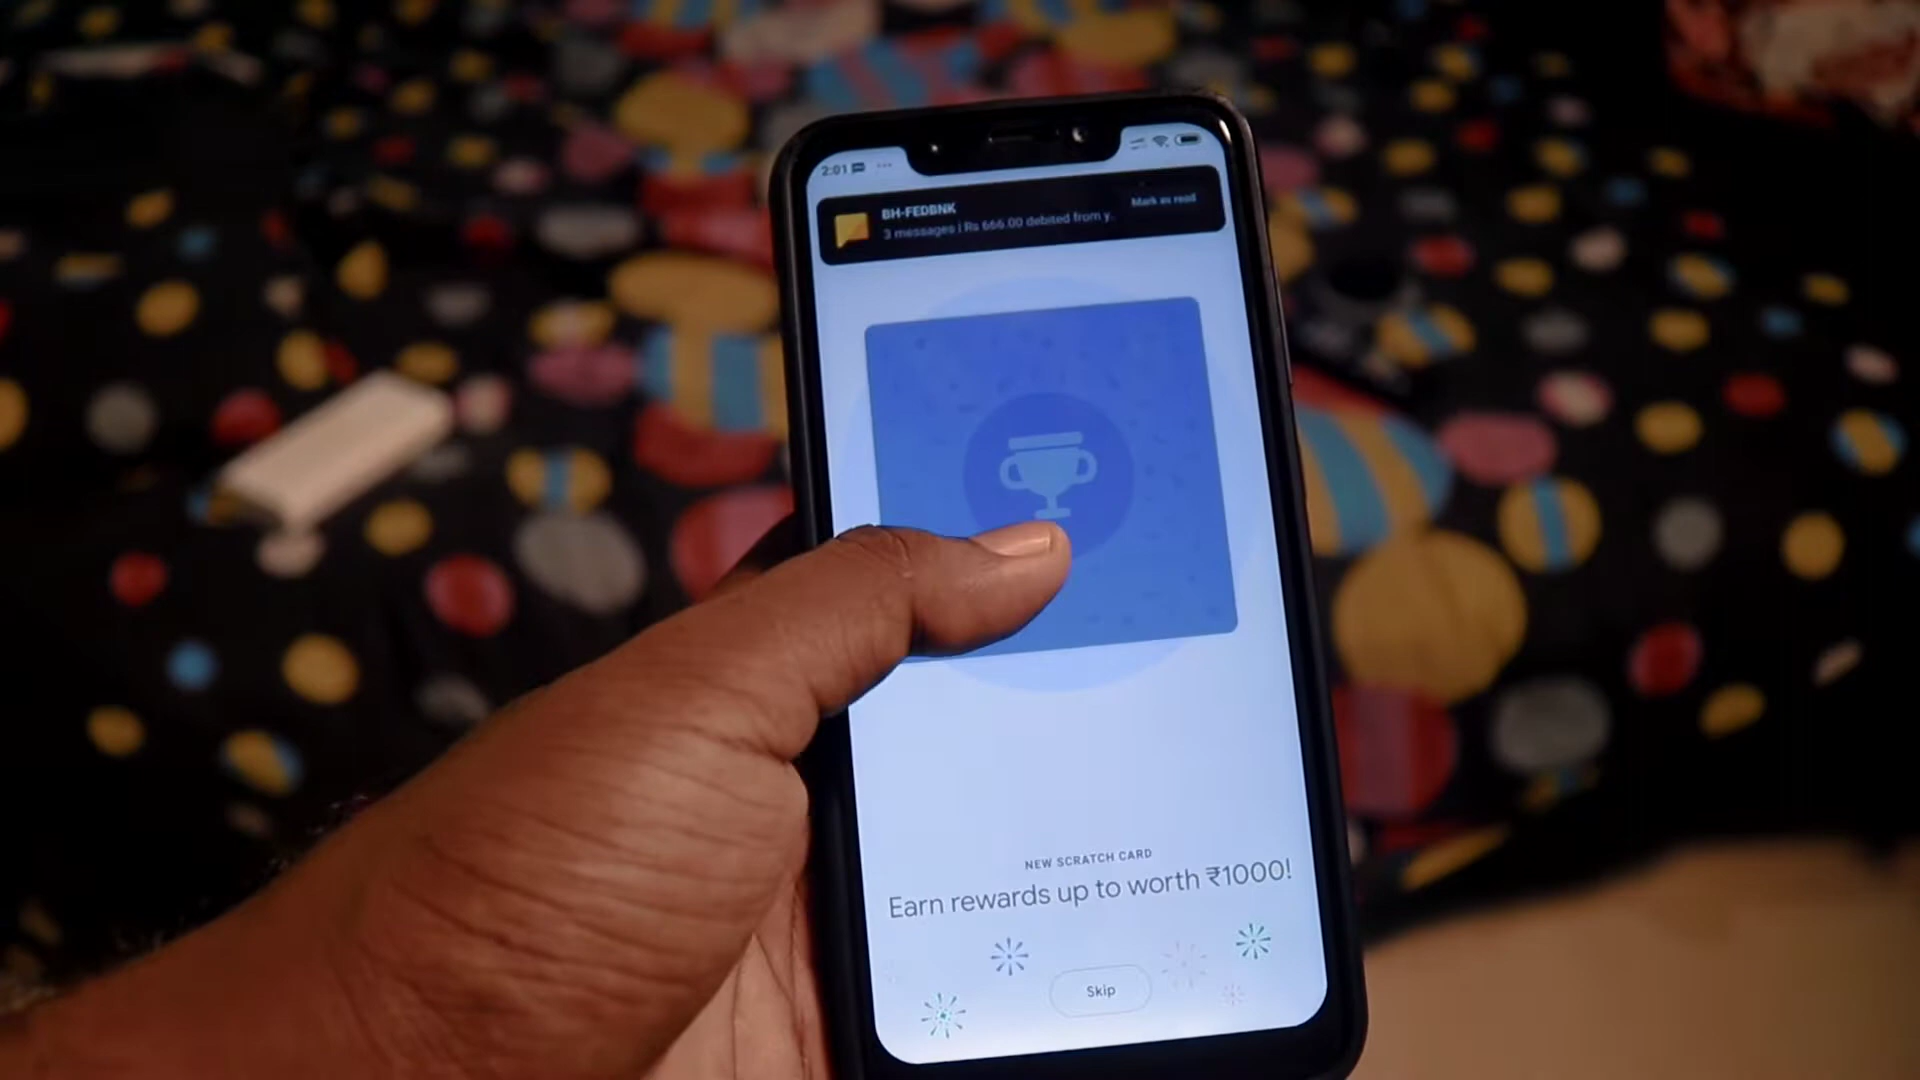 2:01
BH-FEDBNK
Mark as read
3 messages | Rs 666.00 debited from y.
NEW SCRATCH CARD
Earn rewards up to worth ₹1000!
Skip